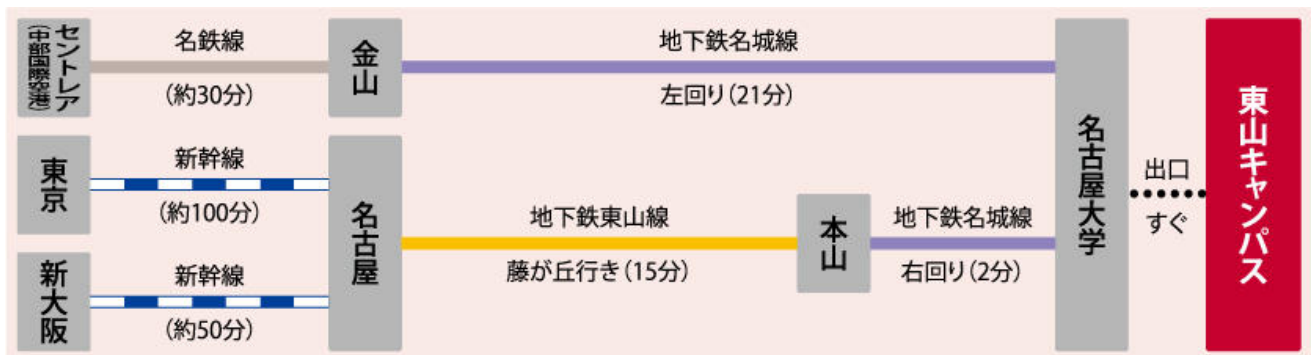 セントレア
(中部国際空港)
名鉄線
(約30分)
金山
地下鉄名城線
左回り(21分)
東京
新幹線
(約100分)
新大阪
新幹線
(約50分)
名古屋
地下鉄東山線
藤が丘行き(15分)
本山
地下鉄名城線
右回り(2分)
名古屋大学
出口
すぐ
東山キャンパス